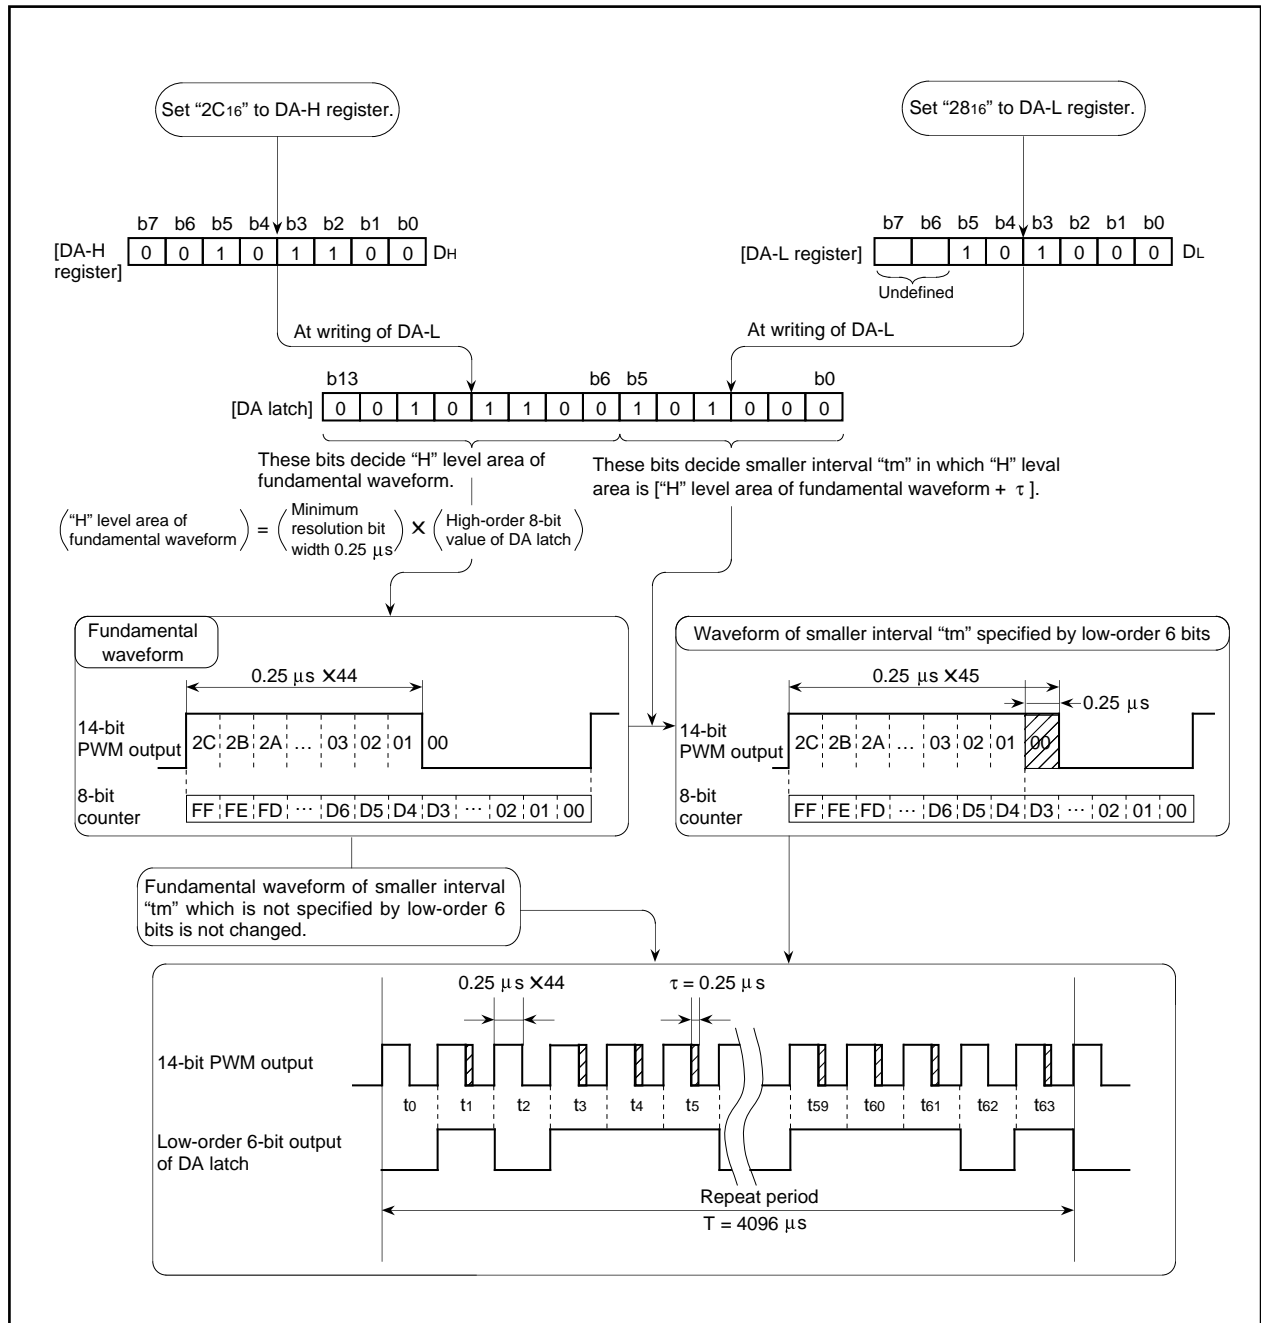 Set “2C16” to DA-H register.
Set “2816” to DA-L register.
b7 b6 b5 b4 b3 b2 b1 b0
[DA-H register] 0 0 1 0 1 1 0 0 DH
b7 b6 b5 b4 b3 b2 b1 b0
[DA-L register] 1 0 1 0 0 0 DL
Undefined
At writing of DA-L
At writing of DA-L
b13 b6 b5 b0
[DA latch] 0 0 1 0 1 1 0 0 1 0 1 0 0 0
These bits decide “H” level area of
fundamental waveform.
These bits decide smaller interval “tm” in which “H” leval
area is [“H” level area of fundamental waveform + τ ].
(“H” level area of
fundamental waveform) = (Minimum
resolution bit
width 0.25 μs) × (High-order 8-bit
value of DA latch)
Fundamental
waveform
0.25 μs ×44
14-bit
PWM output
2C 2B 2A … 03 02 01 00
8-bit
counter
FF FE FD … D6 D5 D4 D3 … 02 01 00
Waveform of smaller interval “tm” specified by low-order 6 bits
0.25 μs ×45
0.25 μs
14-bit
PWM output
2C 2B 2A … 03 02 01 00
8-bit
counter
FF FE FD … D6 D5 D4 D3 … 02 01 00
Fundamental waveform of smaller interval
“tm” which is not specified by low-order 6
bits is not changed.
0.25 μs ×44
τ = 0.25 μs
14-bit PWM output
t0 t1 t2 t3 t4 t5 t59 t60 t61 t62 t63
Low-order 6-bit output
of DA latch
Repeat period
T = 4096 μs